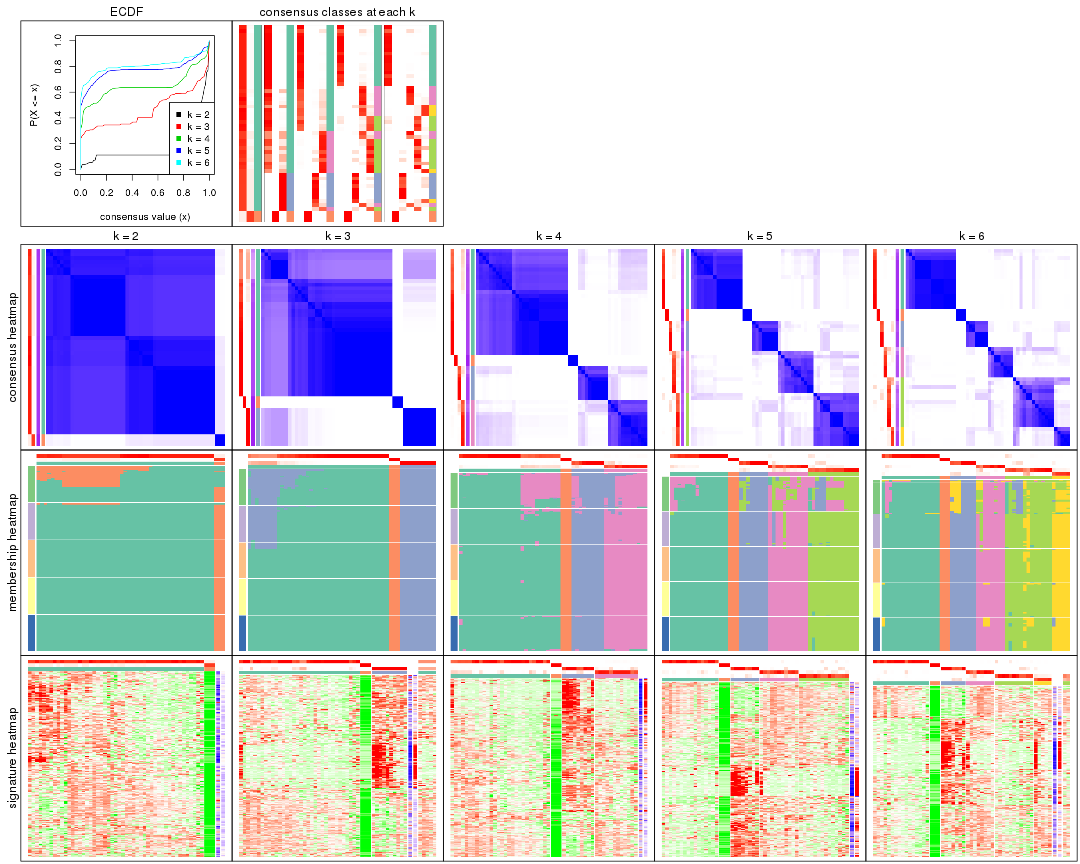 ECDF
consensus classes at each k
P(X <= x)
0.0 0.2 0.4 0.6 0.8 1.0
k = 2
k = 3
k = 4
k = 5
k = 6
0.0 0.2 0.4 0.6 0.8 1.0
consensus value (x)
k = 2 k = 3 k = 4 k = 5 k = 6
consensus heatmap
membership heatmap
signature heatmap